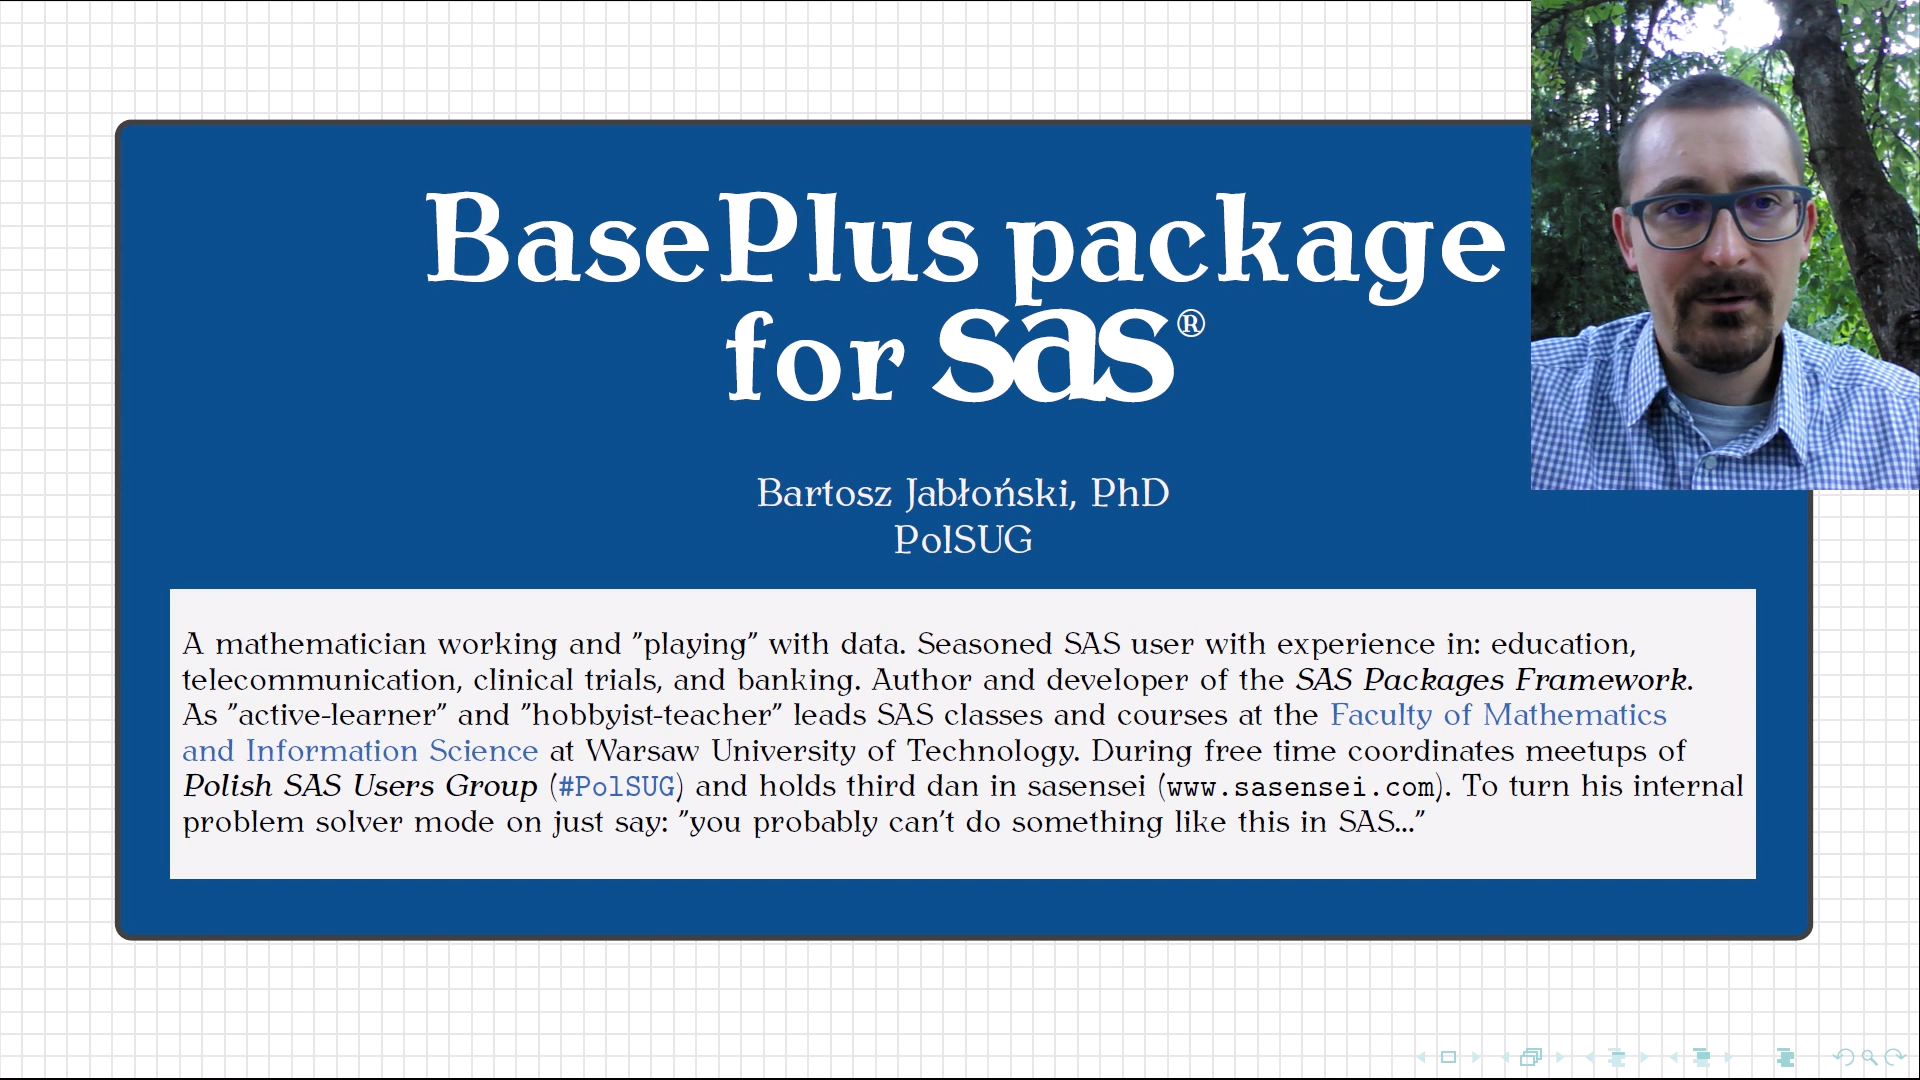 BasePlus package
for sas®
Bartosz Jabłoński, PhD
PolSUG
A mathematician working and ”playing” with data. Seasoned SAS user with experience in: education,
telecommunication, clinical trials, and banking. Author and developer of the SAS Packages Framework.
As ”active-learner” and ”hobbyist-teacher” leads SAS classes and courses at the Faculty of Mathematics
and Information Science at Warsaw University of Technology. During free time coordinates meetups of
Polish SAS Users Group (#PolSUG) and holds third dan in sasensei (www.sasensei.com). To turn his internal
problem solver mode on just say: ”you probably can’t do something like this in SAS...”